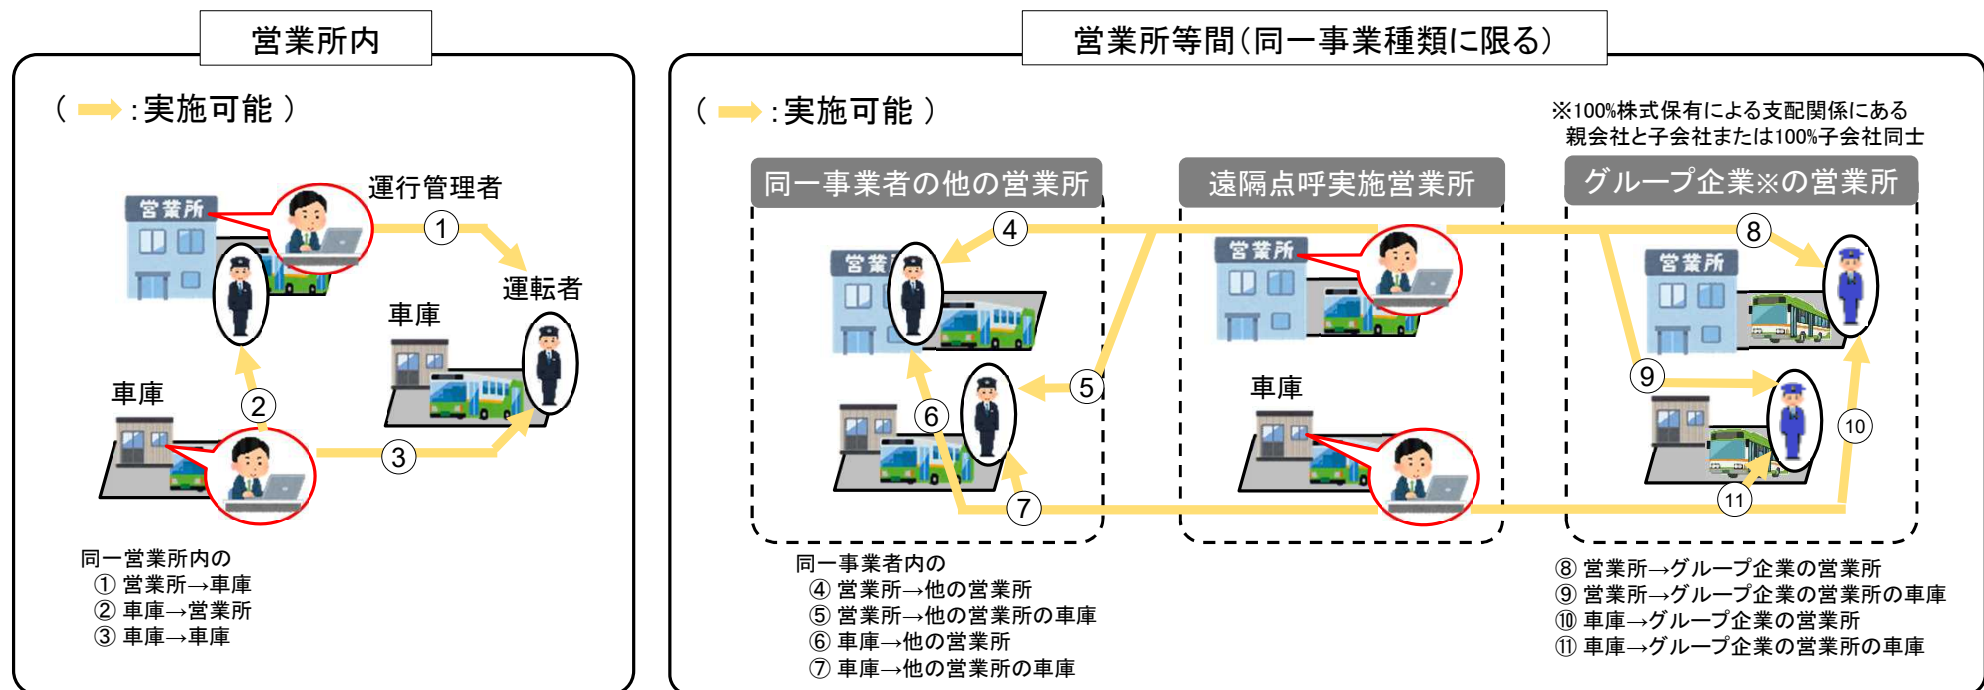 営業所内
( :実施可能 )
営業所
運行管理者
①
運転者
車庫
車庫
②
③
同一営業所内の
① 営業所→車庫
② 車庫→営業所
③ 車庫→車庫
営業所等間(同一事業種類に限る)
( :実施可能 )
※100%株式保有による支配関係にある
親会社と子会社または100%子会社同士
同一事業者の他の営業所
遠隔点呼実施営業所
グループ企業※の営業所
④
⑧
営業所
営業所
営業所
⑤
⑨
車庫
⑥
⑩
⑦
⑪
同一事業者内の
④ 営業所→他の営業所
⑤ 営業所→他の営業所の車庫
⑥ 車庫→他の営業所
⑦ 車庫→他の営業所の車庫
⑧ 営業所→グループ企業の営業所
⑨ 営業所→グループ企業の営業所の車庫
⑩ 車庫→グループ企業の営業所
⑪ 車庫→グループ企業の営業所の車庫